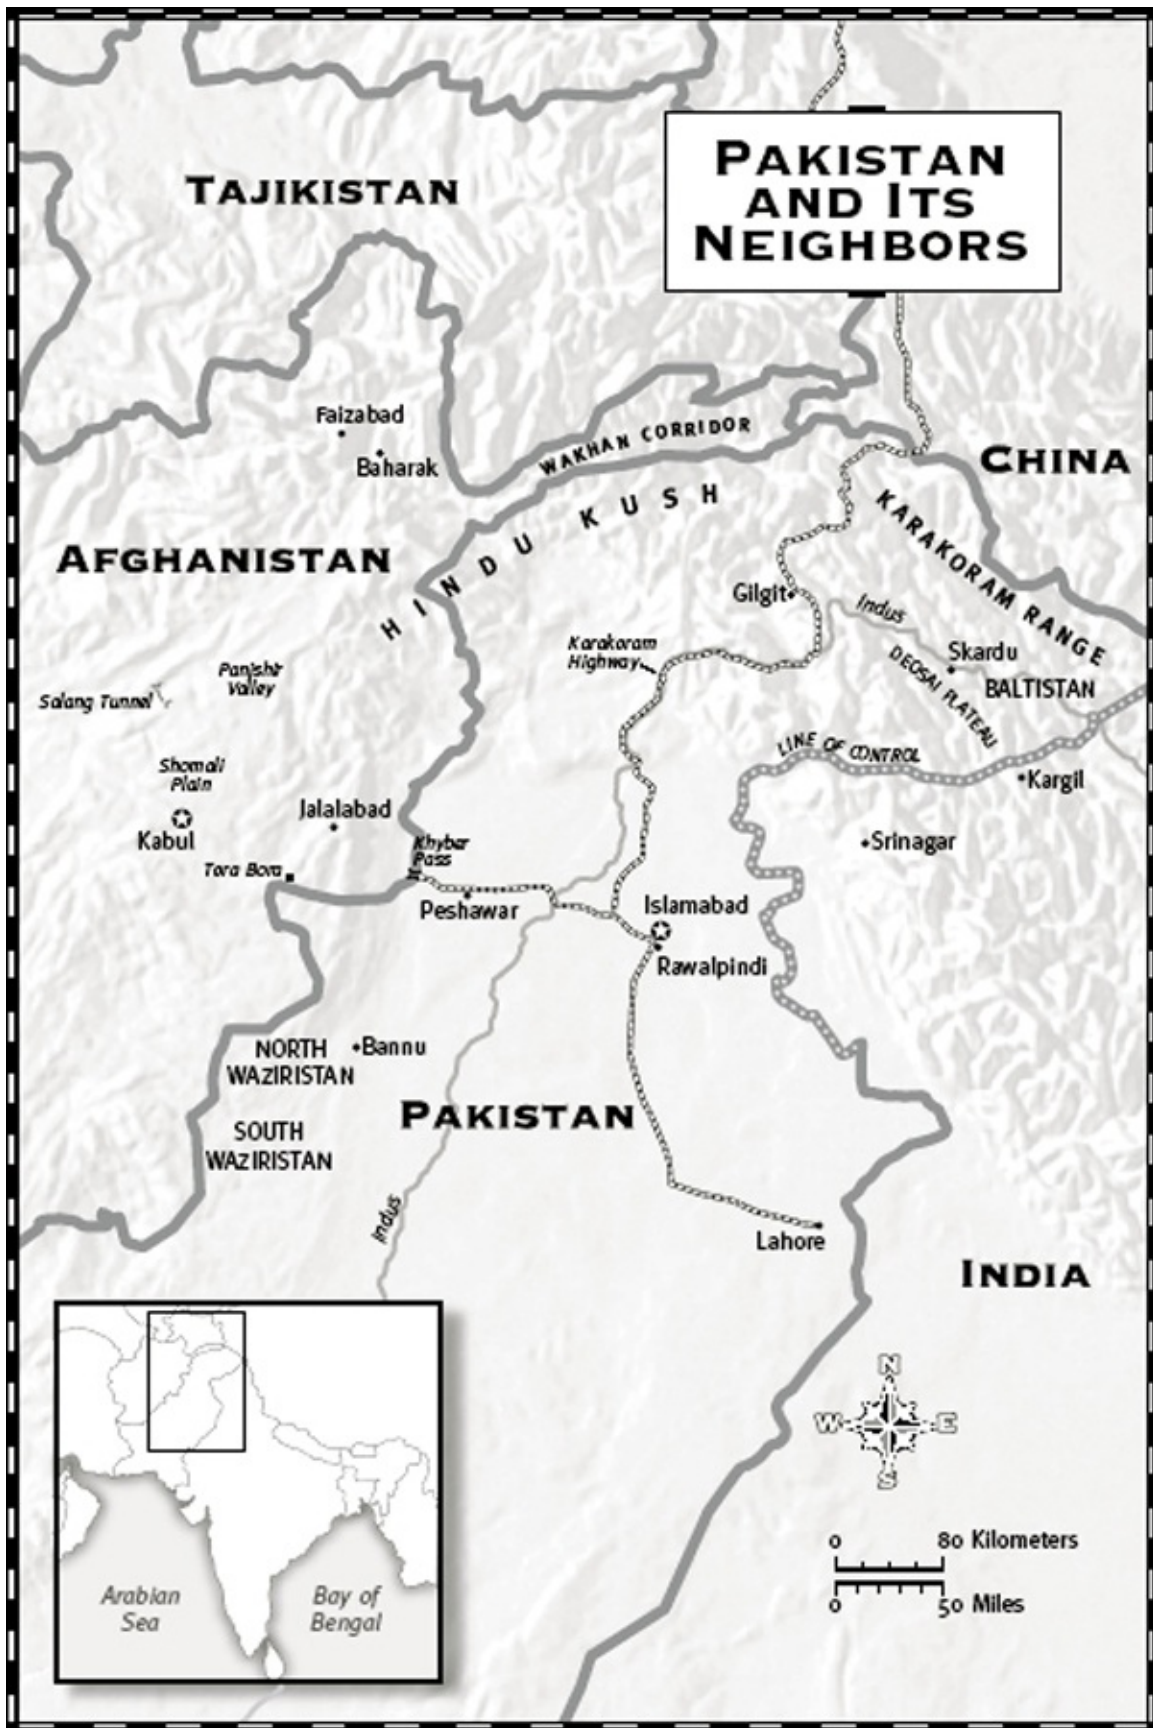 PAKISTAN
AND ITS
NEIGHBORS
TAJIKISTAN
Faizabad
Baharak
WAKHAN CORRIDOR
CHINA
HINDU KUSH
KARAKORAM RANGE
AFGHANISTAN
Gilgit
Indus
Karakoram
Highway
Skardu
DEOSAI PLATEAU
BALTISTAN
Panjshir
Valley
Salang Tunnel
LINE OF CONTROL
Kargil
Shomali
Plain
Kabul
Jalalabad
Khyber
Pass
Srinagar
Tora Bora
Peshawar
Islamabad
Rawalpindi
NORTH
WAZIRISTAN
Bannu
PAKISTAN
SOUTH
WAZIRISTAN
Indus
Lahore
INDIA
N
W E
S
0 80 Kilometers
0 50 Miles
Arabian
Sea
Bay of
Bengal